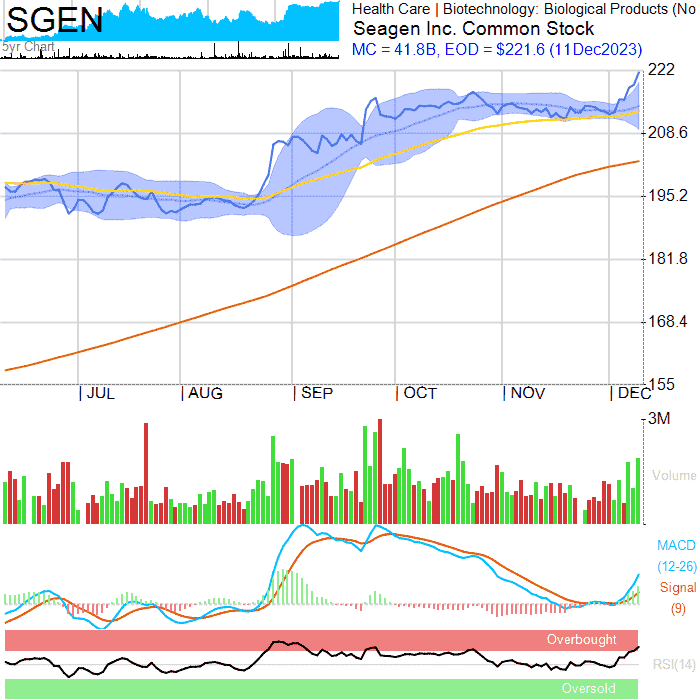 SGEN
5yr Chart
Health Care | Biotechnology: Biological Products (No
Seagen Inc. Common Stock
MC = 41.8B, EOD = $221.6 (11Dec2023)
222
208.6
195.2
181.8
168.4
155
| JUL | AUG | SEP | OCT | NOV | DEC
3M
Volume
MACD
(12-26)
Signal
(9)
Overbought
RSI(14)
Oversold